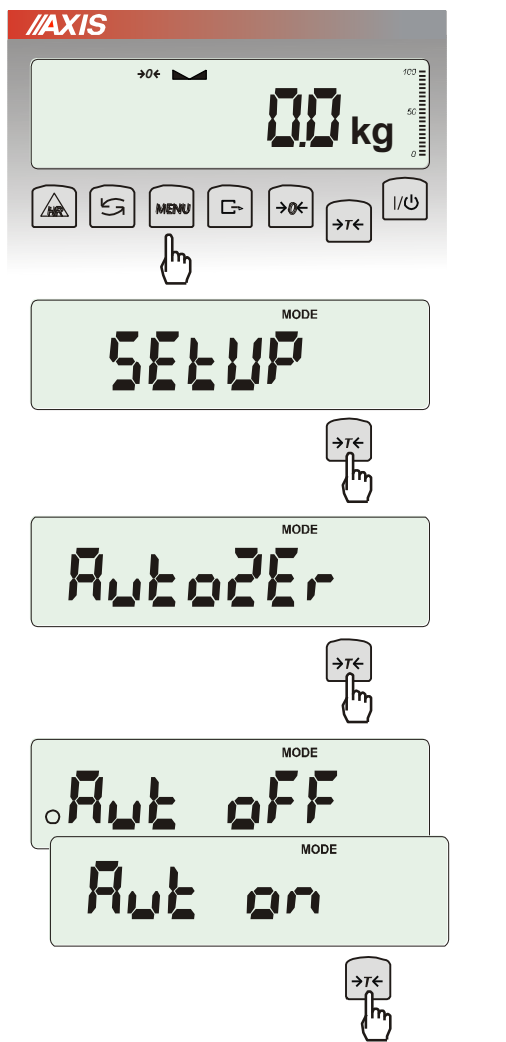 //AXIS
→0← 100
0.0 kg 50
0
HR MENU →0← →T← I/⏻
MODE
SEtUP
→T←
MODE
AutoZEr
→T←
MODE
Aut oFF
MODE
Aut on
→T←